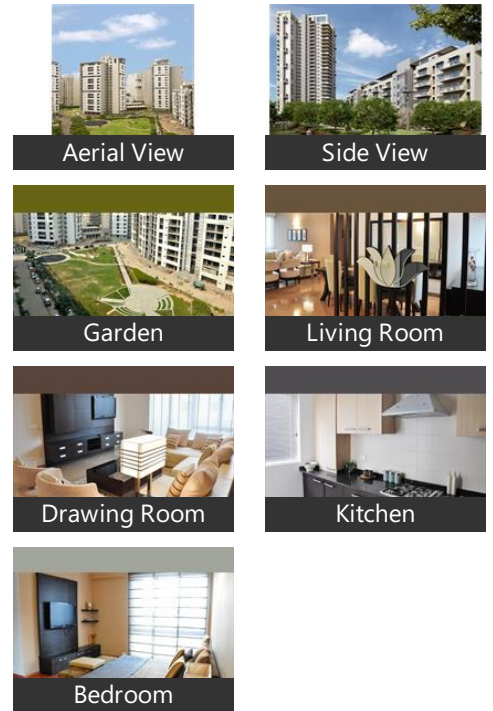 Aerial View
Side View
Garden
Living Room
Drawing Room
Kitchen
Bedroom